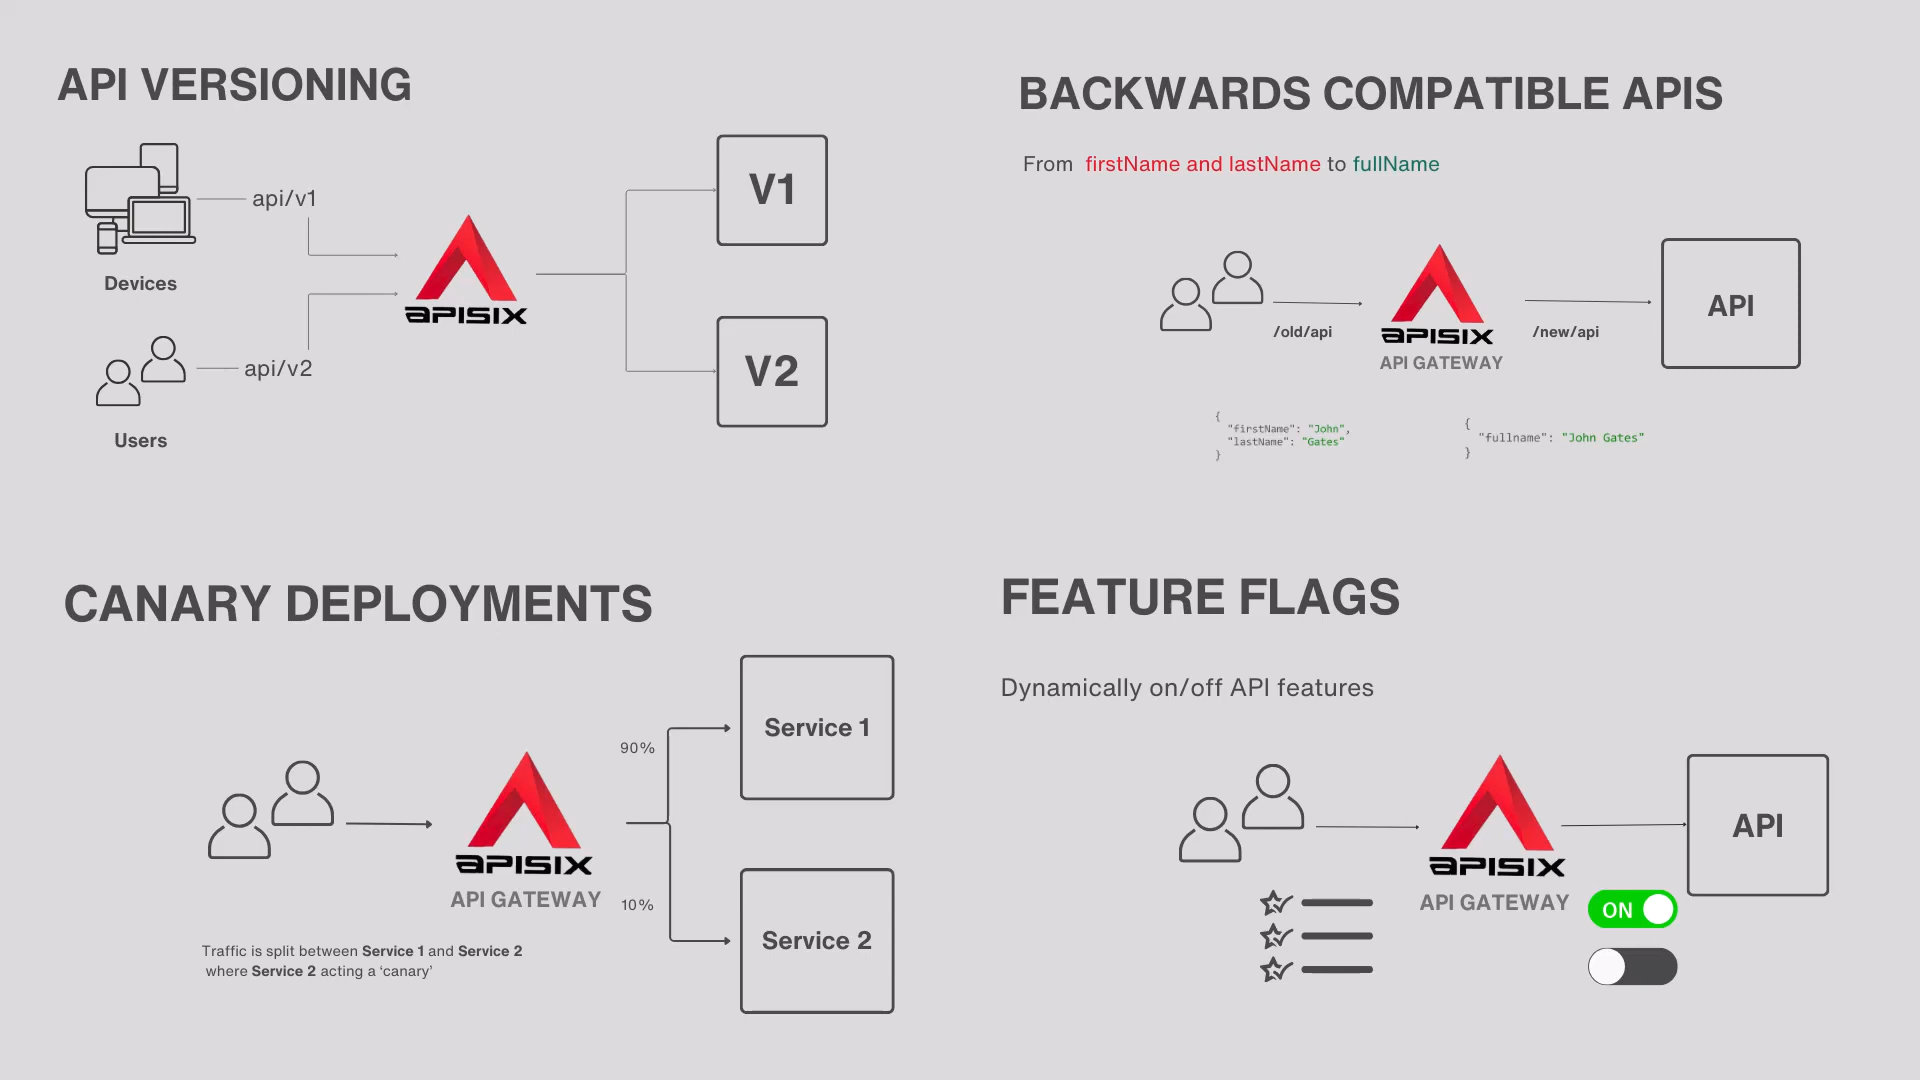 API VERSIONING
api/v1
Devices
APISIX
api/v2
Users
V1
V2
BACKWARDS COMPATIBLE APIS
From firstName and lastName to fullName
/old/api
APISIX
API GATEWAY
/new/api
API
{
"firstName": "John",
"lastName": "Gates"
}
{
"fullname": "John Gates"
}
CANARY DEPLOYMENTS
APISIX
API GATEWAY
90%
10%
Service 1
Service 2
Traffic is split between Service 1 and Service 2
where Service 2 acting a ‘canary’
FEATURE FLAGS
Dynamically on/off API features
APISIX
API GATEWAY
ON
API